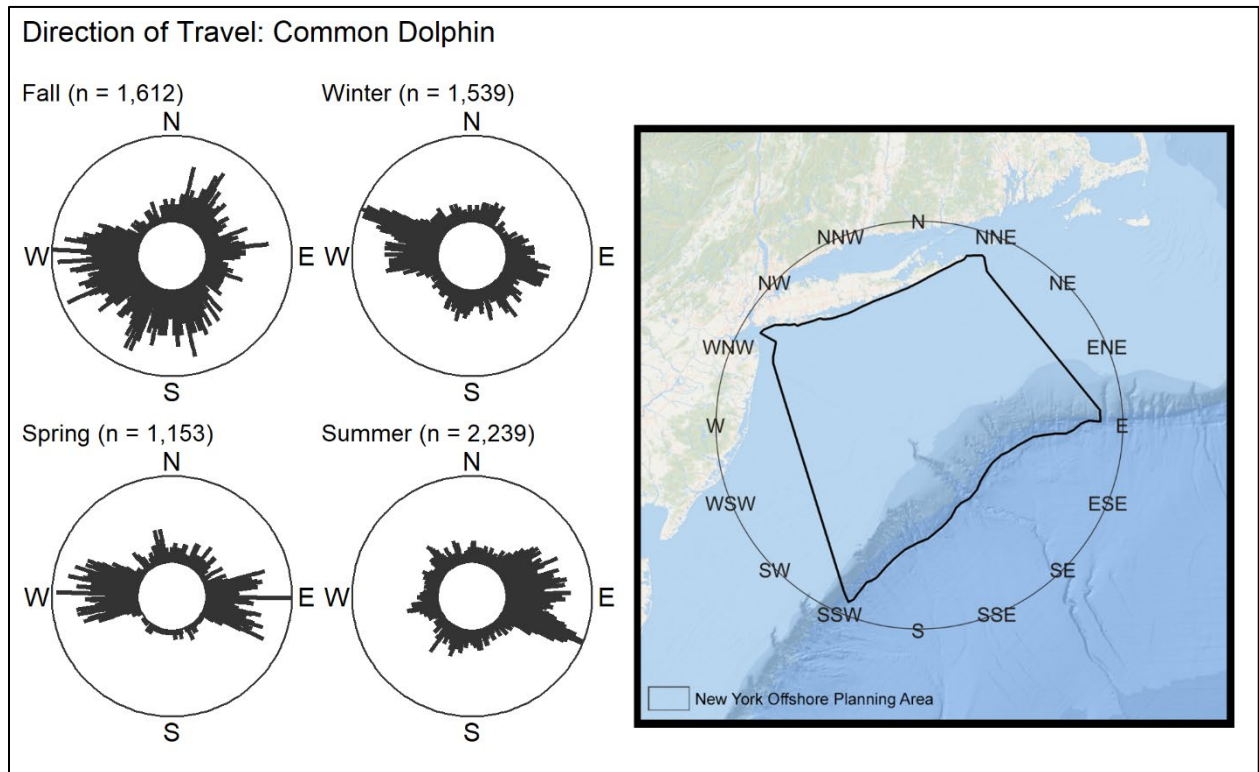 Direction of Travel: Common Dolphin
Fall (n = 1,612)
N
W
E
S
Winter (n = 1,539)
N
W
E
S
Spring (n = 1,153)
N
W
E
S
Summer (n = 2,239)
N
W
E
S
N
NNW
NNE
NW
NE
WNW
ENE
W
E
WSW
ESE
SW
SE
SSW
SSE
S
New York Offshore Planning Area